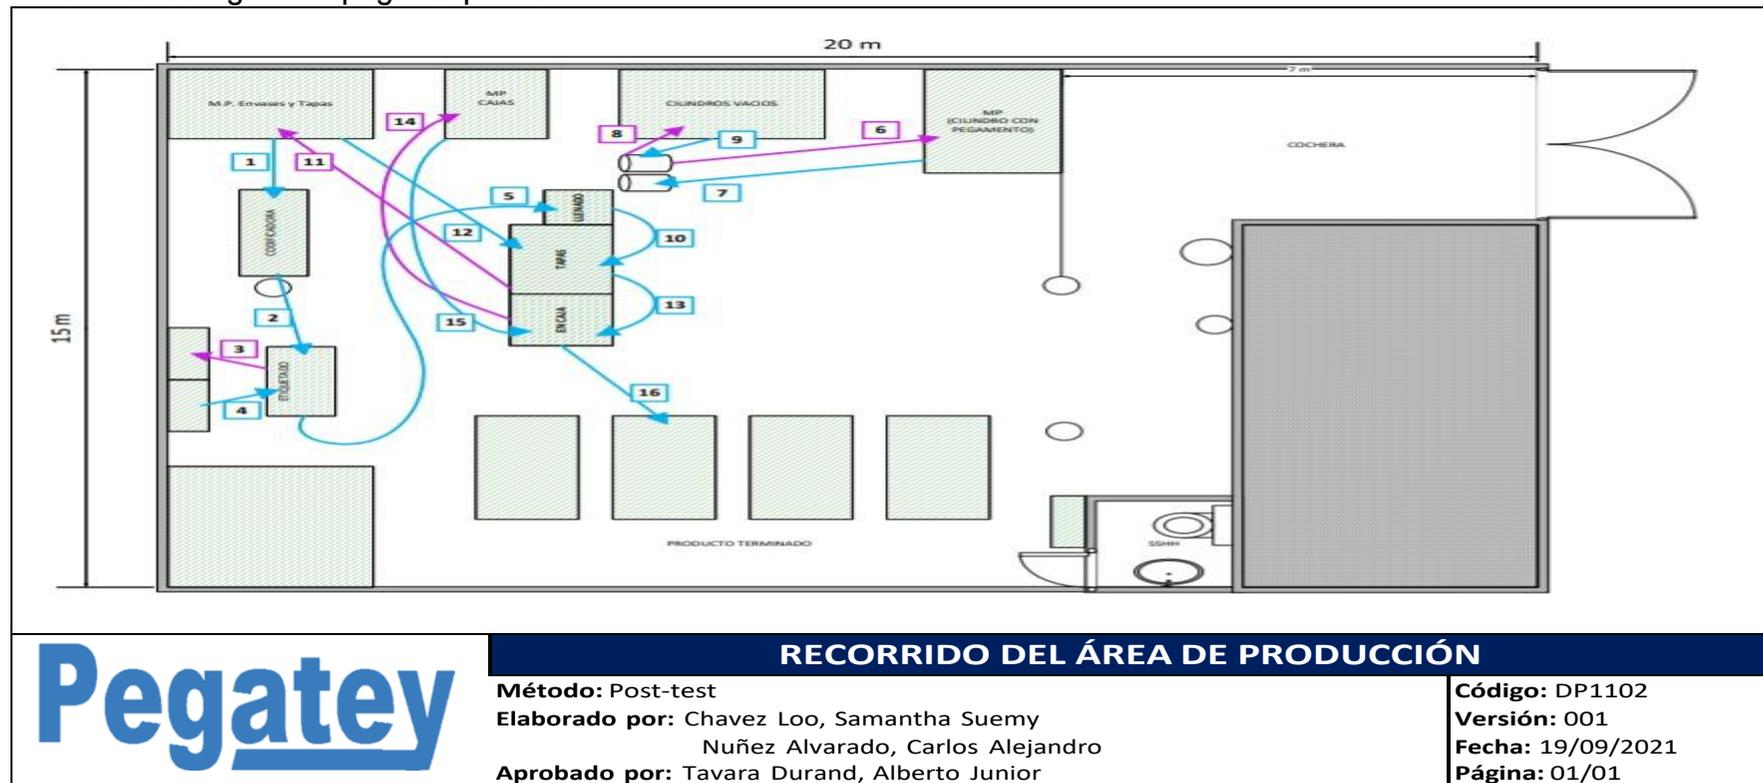 20 m
7 m
M.P. Envases y Tapas
MP
CAJAS
CILINDROS VACIOS
MP
(CILINDRO CON
PEGAMENTO)
COCHERA
14
8
9
6
1
11
7
5
12
10
CODIFICADORA
LLENADO
TAPAS
EN CAJA
13
15
2
3
4
ETIQUETADO
16
15 m
PRODUCTO TERMINADO
SSHH
Pegatey
RECORRIDO DEL ÁREA DE PRODUCCIÓN
Método: Post-test
Elaborado por: Chavez Loo, Samantha Suemy
Nuñez Alvarado, Carlos Alejandro
Aprobado por: Tavara Durand, Alberto Junior
Código: DP1102
Versión: 001
Fecha: 19/09/2021
Página: 01/01